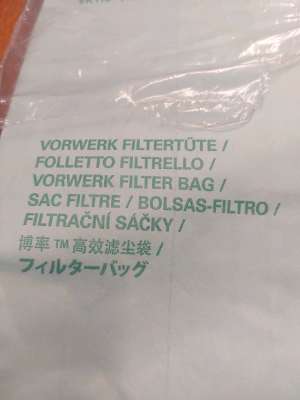 VORWERK FILTERTÜTE /
FOLLETTO FILTRELLO /
VORWERK FILTER BAG /
SAC FILTRE / BOLSAS-FILTRO /
FILTRAČNÍ SÁČKY /
博率™高效滤尘袋 /
フィルターバッグ